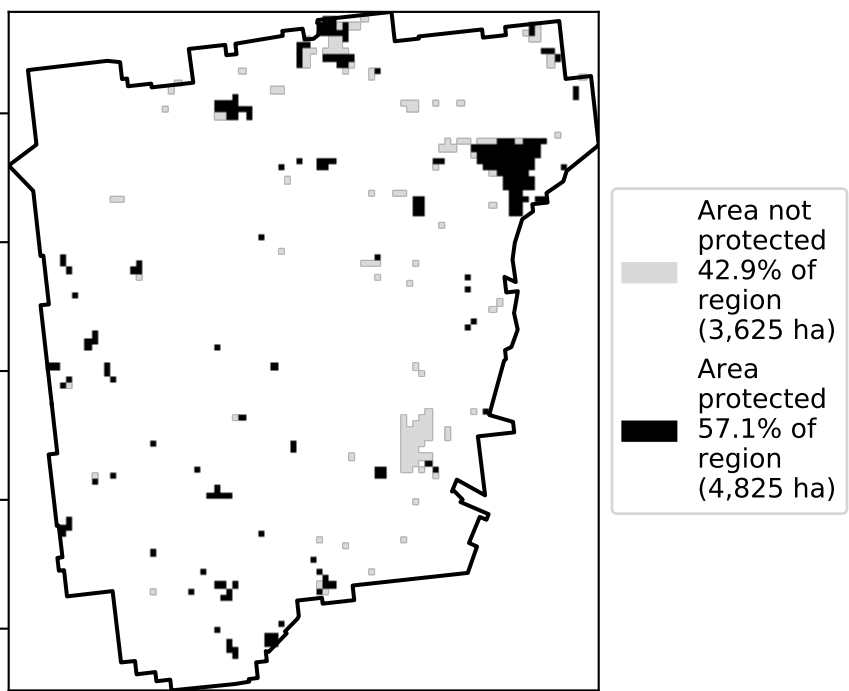 Area not
protected
42.9% of
region
(3,625 ha)
Area
protected
57.1% of
region
(4,825 ha)